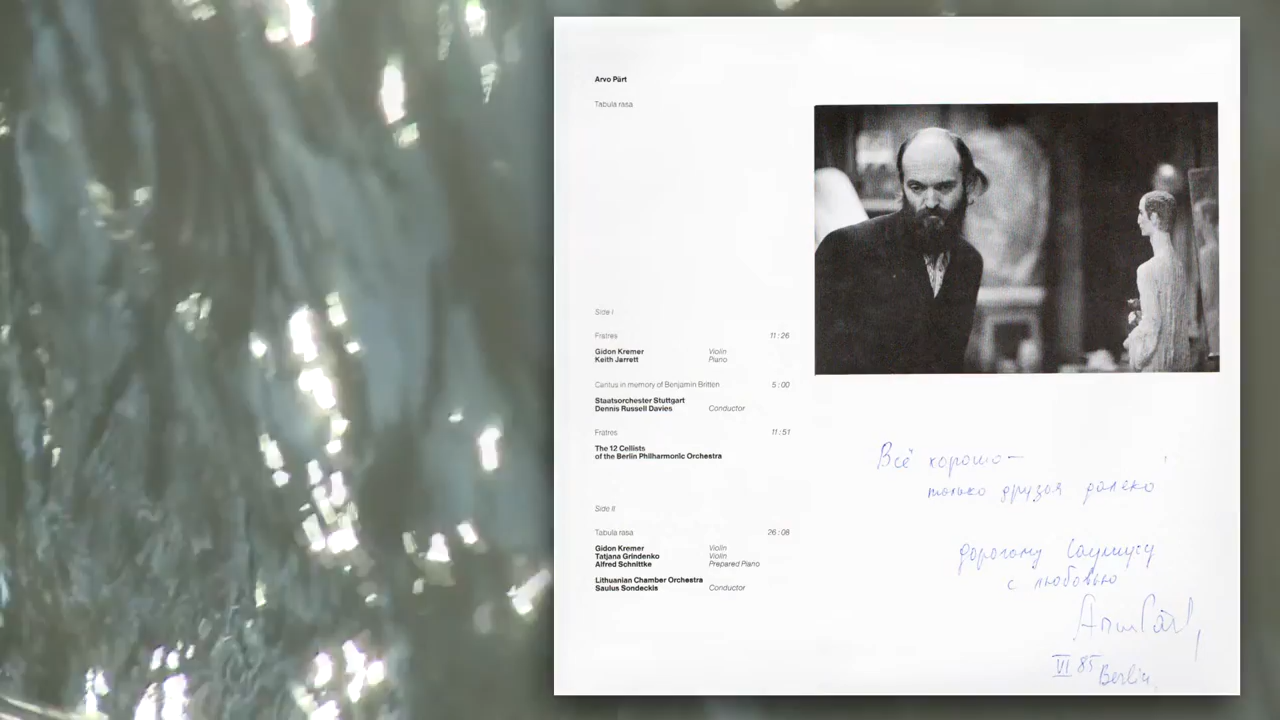 Arvo Pärt
Tabula rasa
Side I
Fratres 11:26
Gidon Kremer Violin
Keith Jarrett Piano
Cantus in memory of Benjamin Britten 5:00
Staatsorchester Stuttgart
Dennis Russell Davies Conductor
Fratres 11:51
The 12 Cellists
of the Berlin Philharmonic Orchestra
Side II
Tabula rasa 26:08
Gidon Kremer Violin
Tatjana Grindenko Violin
Alfred Schnittke Prepared Piano
Lithuanian Chamber Orchestra
Saulus Sondeckis Conductor
Всё хорошо —
только друзья далеко
дорогому Саулюсу
с любовью
Arvo Pärt
VI 85
Berlin